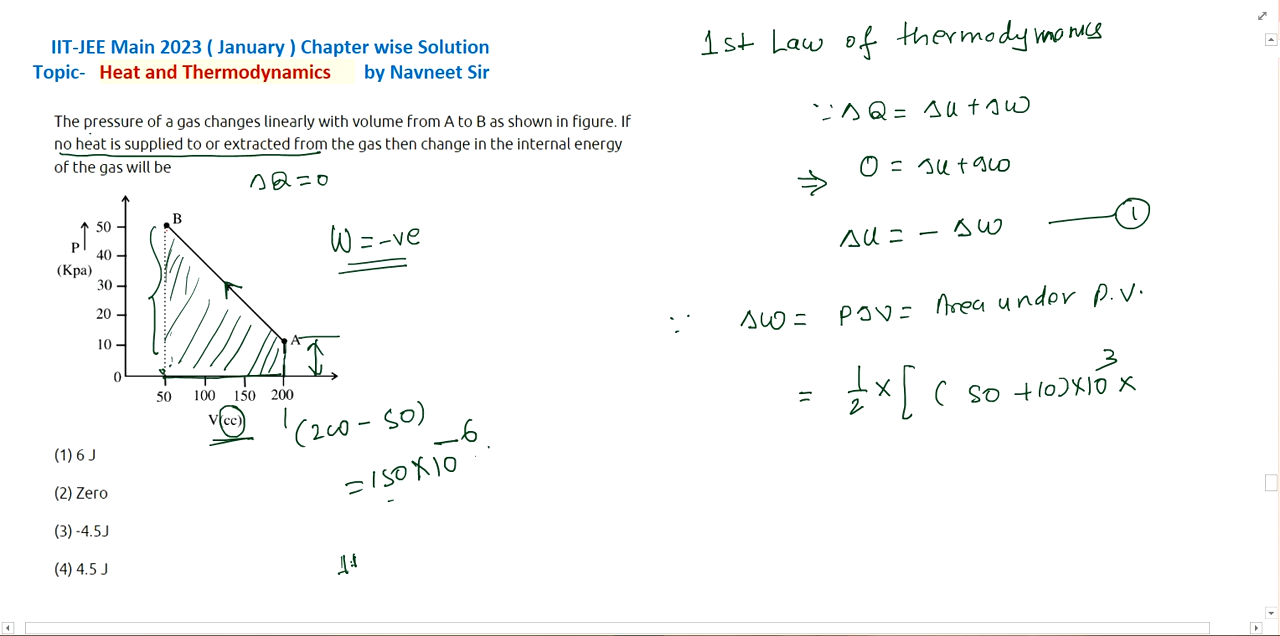 IIT-JEE Main 2023 ( January ) Chapter wise Solution
Topic- Heat and Thermodynamics by Navneet Sir
The pressure of a gas changes linearly with volume from A to B as shown in figure. If
no heat is supplied to or extracted from the gas then change in the internal energy
of the gas will be
ΔQ = 0
B
50
P
40
(Kpa)
30
20
10
A
0
50 100 150 200
V(cc)
W = -ve
(200 - 50)
= 150 × 10^-6
(1) 6 J
(2) Zero
(3) -4.5J
(4) 4.5 J
1st Law of thermodymonics
∵ ΔQ = Δu + Δw
⇒ 0 = Δu + Δw
Δu = - Δw ① 
∵ Δw = PΔV = Area under P.V.
= 1/2 × [ ( 50 + 10) × 10^3 ×